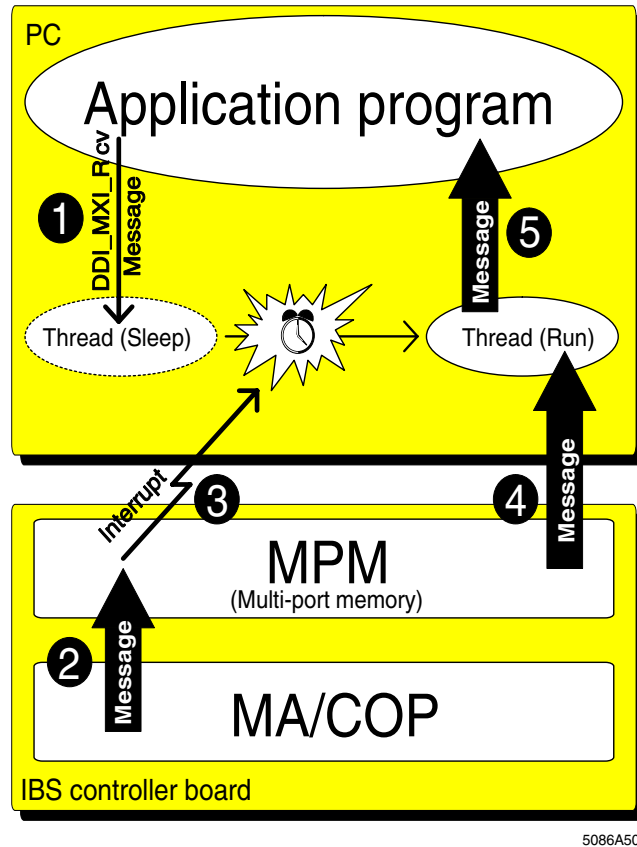 PC
Application program
DDI_MXI_Rcv
Message
1
Message
5
Thread (Sleep)
Thread (Run)
Interrupt
3
4
Message
MPM
(Multi-port memory)
2
Message
MA/COP
IBS controller board
5086A50